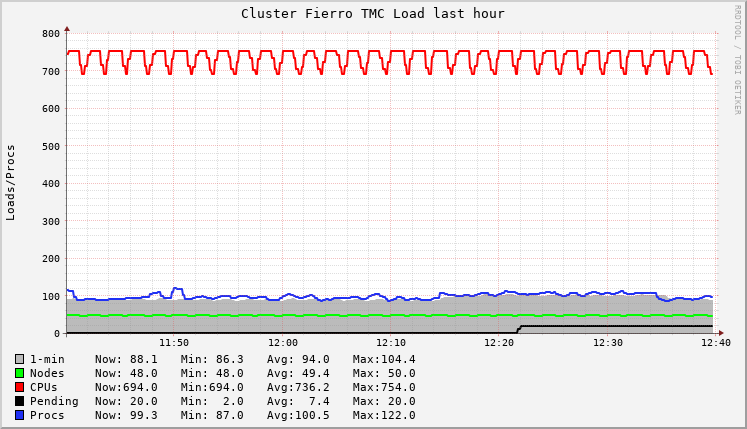 Cluster Fierro TMC Load last hour
RRDTOOL / TOBI OETIKER
Loads/Procs
800
700
600
500
400
300
200
100
0
11:50 12:00 12:10 12:20 12:30 12:40
1-min Now: 88.1 Min: 86.3 Avg: 94.0 Max:104.4
Nodes Now: 48.0 Min: 48.0 Avg: 49.4 Max: 50.0
CPUs Now:694.0 Min:694.0 Avg:736.2 Max:754.0
Pending Now: 20.0 Min: 2.0 Avg: 7.4 Max: 20.0
Procs Now: 99.3 Min: 87.0 Avg:100.5 Max:122.0